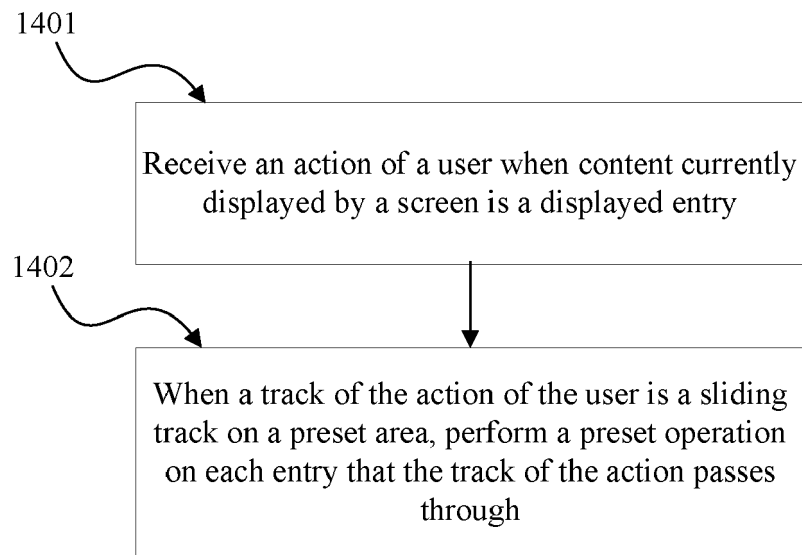 1401
Receive an action of a user when content currently
displayed by a screen is a displayed entry
1402
When a track of the action of the user is a sliding
track on a preset area, perform a preset operation
on each entry that the track of the action passes
through